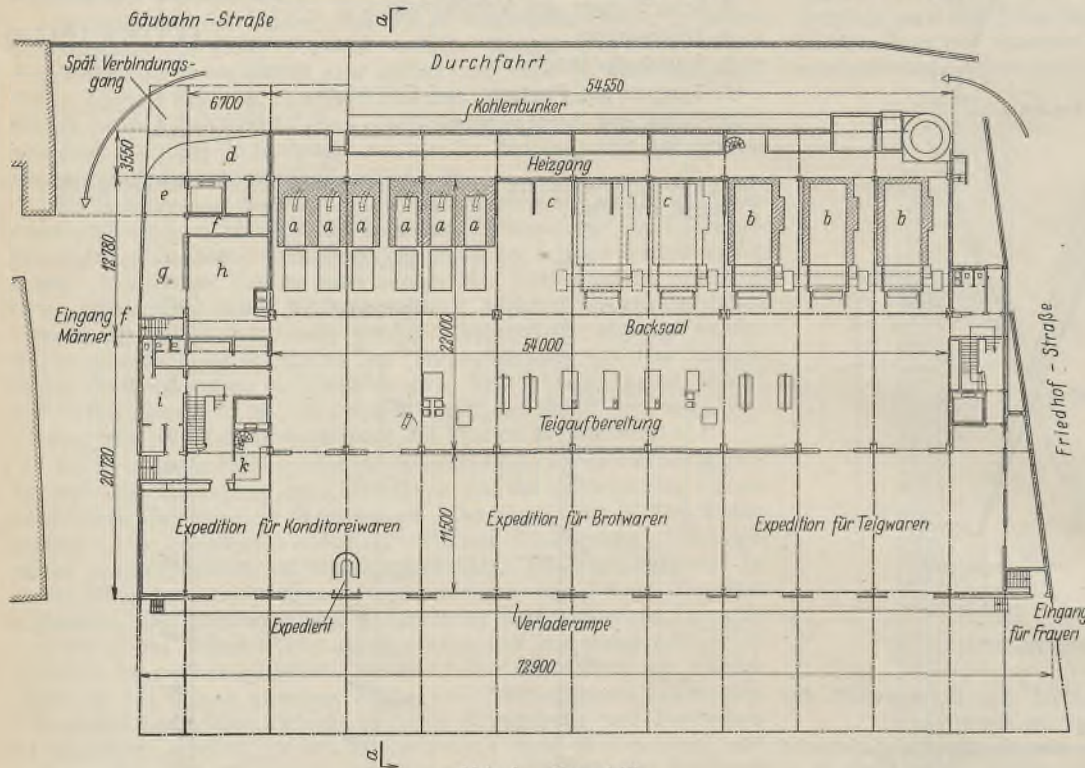 a
Gäubahn-Straße
Durchfahrt
Spät. Verbindungs-
gang
6700
54550
Kohlenbunker
3550
d
Heizgang
e
f
a a a a a a
c c
b b b
12780
g
h
22000
Eingang f.
Männer
Backsaal
54000
i
k
Teigaufbereitung
Friedhof-Straße
20720
Expedition für Konditoreiwaren
Expedition für Brotwaren
Expedition für Teigwaren
11500
Expedient
Verladerampe
Eingang
für Frauen
72900
a